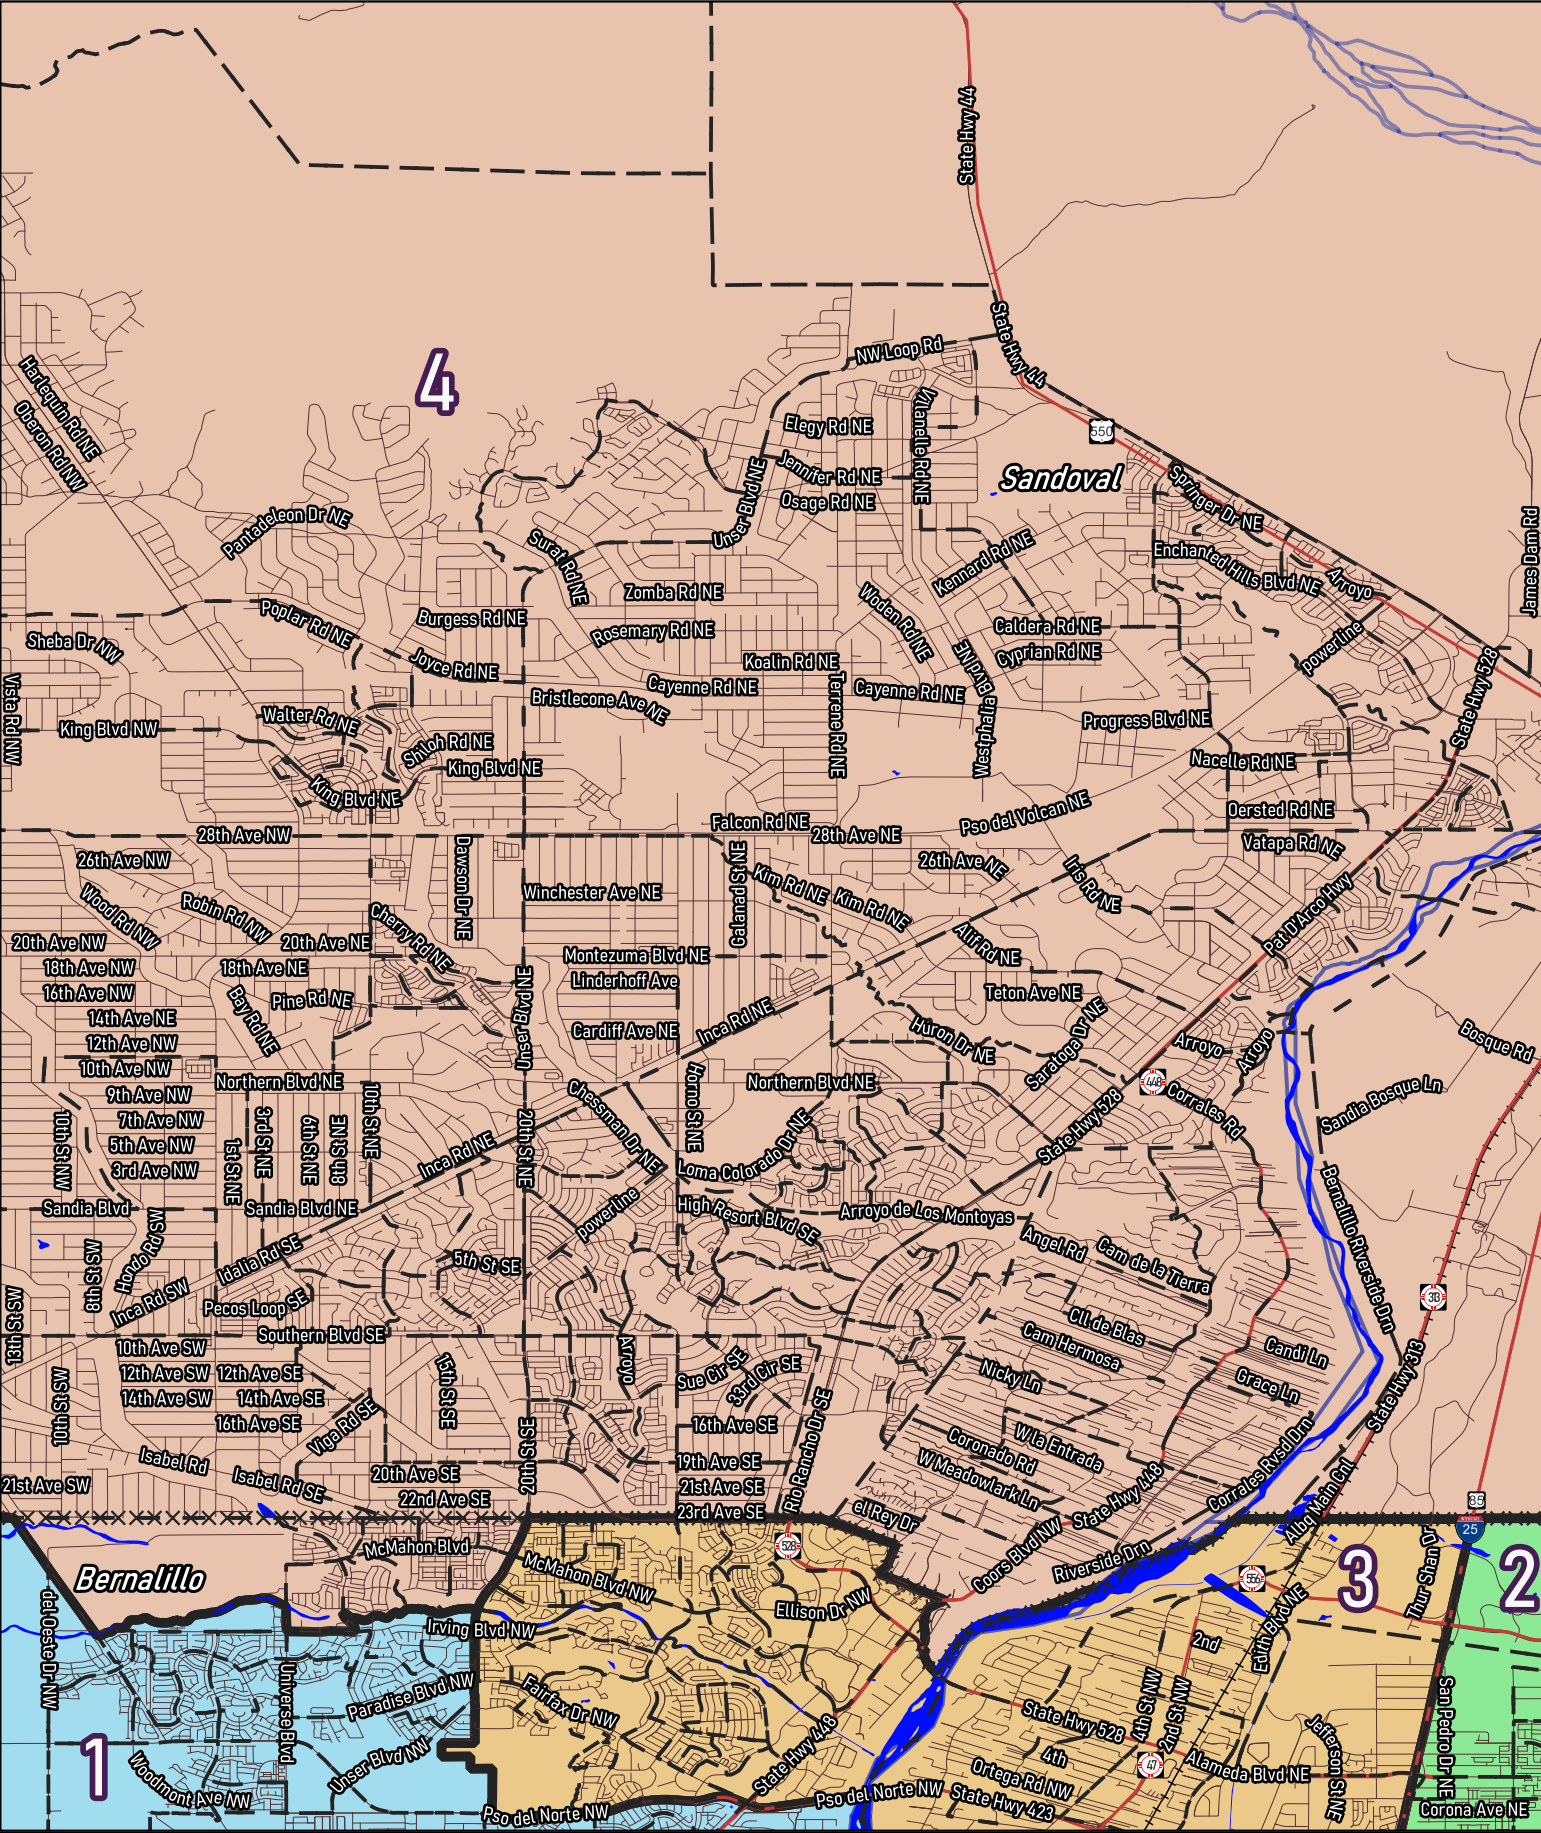 State Hwy 44
State Hwy 44
NW Loop Rd
4
Harlequin Rd NE
Oberon Rd NW
Elegy Rd NE
Jennifer Rd NE
Osage Rd NE
Unser Blvd NE
550
Sandoval
Springer Dr NE
Pantadeleon Dr NE
Surat Rd NE
Kennard Rd NE
Enchanted Hills Blvd NE
Arroyo
James Dam Rd
Zomba Rd NE
Woden Rd NE
Poplar Rd NE
Burgess Rd NE
Rosemary Rd NE
Caldera Rd NE
Cyprian Rd NE
powerline
Sheba Dr NW
Joyce Rd NE
Koalin Rd NE
Cayenne Rd NE
Cayenne Rd NE
Bristlecone Ave NE
Westphalia Blvd NE
State Hwy 528
Vista Rd NW
King Blvd NW
Walter Rd NE
Shiloh Rd NE
King Blvd NE
King Blvd NE
Terrene Rd NE
Progress Blvd NE
Nacelle Rd NE
Oersted Rd NE
Pso del Volcan NE
Falcon Rd NE
28th Ave NE
28th Ave NW
Vatapa Rd NE
26th Ave NW
26th Ave NE
Dawson Dr NE
Galanad St NE
Kim Rd NE
Kim Rd NE
Iris Rd NE
Winchester Ave NE
Wood Rd NW
Robin Rd NW
Cherry Rd NE
Pat D'Arco Hwy
20th Ave NW
20th Ave NE
Alif Rd NE
Montezuma Blvd NE
18th Ave NW
18th Ave NE
Linderhoff Ave
16th Ave NW
Pine Rd NE
Bay Rd NE
Teton Ave NE
14th Ave NE
Unser Blvd NE
Cardiff Ave NE
Inca Rd NE
Huron Dr NE
Saratoga Dr NE
Arroyo
Arroyo
Bosque Rd
12th Ave NW
10th Ave NW
Northern Blvd NE
Northern Blvd NE
448
Corrales Rd
Sandia Bosque Ln
9th Ave NW
7th Ave NW
5th Ave NW
3rd Ave NW
10th St NW
1st St NE
3rd St NE
6th St NE
8th St NE
10th St NE
Inca Rd NE
20th St NE
Chessman Dr NE
Homo St NE
Loma Colorado Dr NE
State Hwy 528
Sandia Blvd
Sandia Blvd NE
powerline
High Resort Blvd SE
Arroyo de Los Montoyas
Bernatillo Riverside Drn
Hondo Rd SW
8th St SW
Idalia Rd SE
5th St SE
Angel Rd
Cam de la Tierra
13th St SW
Inca Rd SW
Pecos Loop SE
313
Southern Blvd SE
Cll de Blas
Cam Hermosa
10th Ave SW
12th Ave SW
12th Ave SE
14th Ave SW
14th Ave SE
16th Ave SE
10th St SW
15th St SE
Arroyo
Sue Cir SE
33rd Cir SE
Nicky Ln
Candi Ln
Grace Ln
State Hwy 313
16th Ave SE
Viga Rd SE
20th St SE
Rio Rancho Dr SE
W la Entrada
Coronado Rd
W Meadowlark Ln
Isabel Rd
Isabel Rd SE
20th Ave SE
19th Ave SE
21st Ave SW
21st Ave SE
22nd Ave SE
23rd Ave SE
el Rey Dr
State Hwy 448
Corrales Rvsd Drn
Albq Main Cnl
85
25
528
McMahon Blvd
McMahon Blvd NW
Coors Blvd NW
Riverside Drn
Bernalillo
556
3
2
Thur Shan Dr
Ellison Dr NW
del Oeste Dr NW
Irving Blvd NW
2nd
Edith Blvd NE
Universe Blvd
Paradise Blvd NW
Fairfax Dr NW
State Hwy 528
4th St NW
2nd St NW
San Pedro Dr NE
1
Woodmont Ave NW
Unser Blvd NW
State Hwy 448
4th
47
Alameda Blvd NE
Jefferson St NE
Ortega Rd NW
Pso del Norte NW
Pso del Norte NW
State Hwy 423
Corona Ave NE